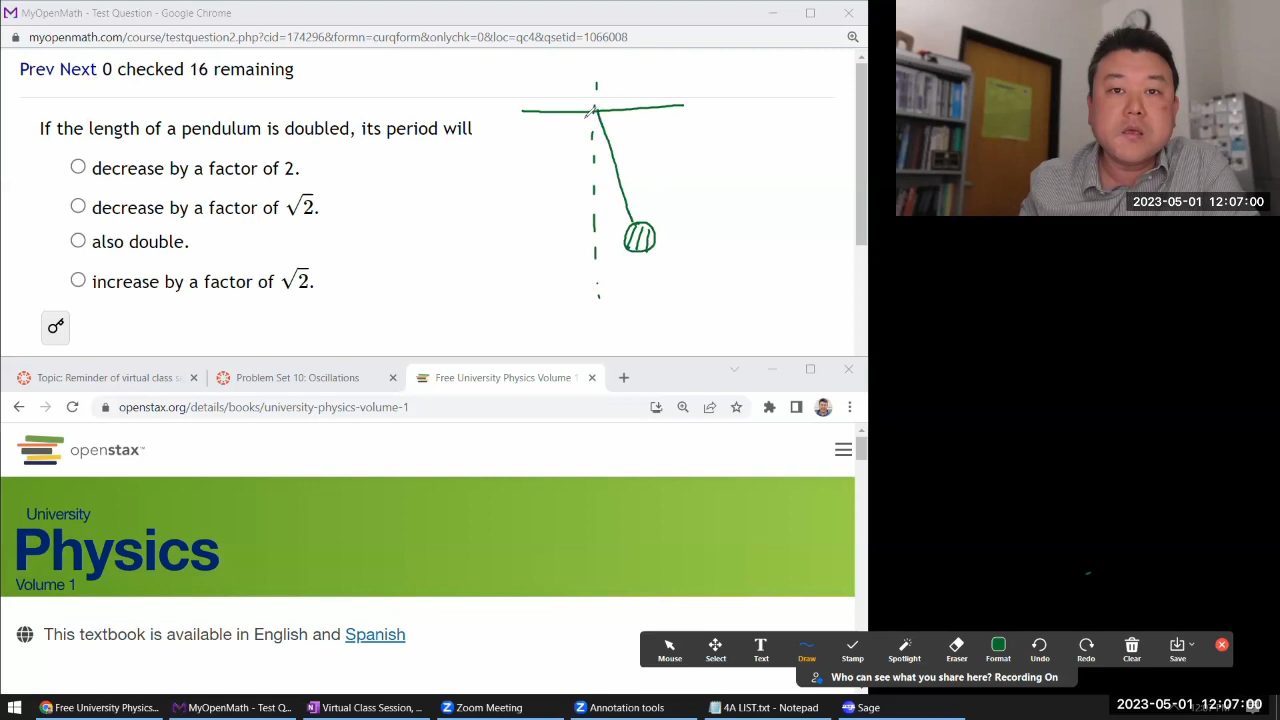 MyOpenMath - Test Question - Google Chrome
myopenmath.com/course/testquestion2.php?cid=174296&formn=curqform&onlychk=0&loc=qc4&qsetid=1066008
Prev Next 0 checked 16 remaining
If the length of a pendulum is doubled, its period will
decrease by a factor of 2.
decrease by a factor of √2.
also double.
increase by a factor of √2.
2023-05-01 12:07:00
Topic: Reminder of virtual class se
Problem Set 10: Oscillations
Free University Physics Volume 1
openstax.org/details/books/university-physics-volume-1
openstax™
University
Physics
Volume 1
This textbook is available in English and Spanish
Mouse Select Text Draw Stamp Spotlight Eraser Format Undo Redo Clear Save
Who can see what you share here? Recording On
Free University Physics... MyOpenMath - Test Q... Virtual Class Session, ... Zoom Meeting Annotation tools 4A LIST.txt - Notepad Sage
2023-05-01 12:07:00